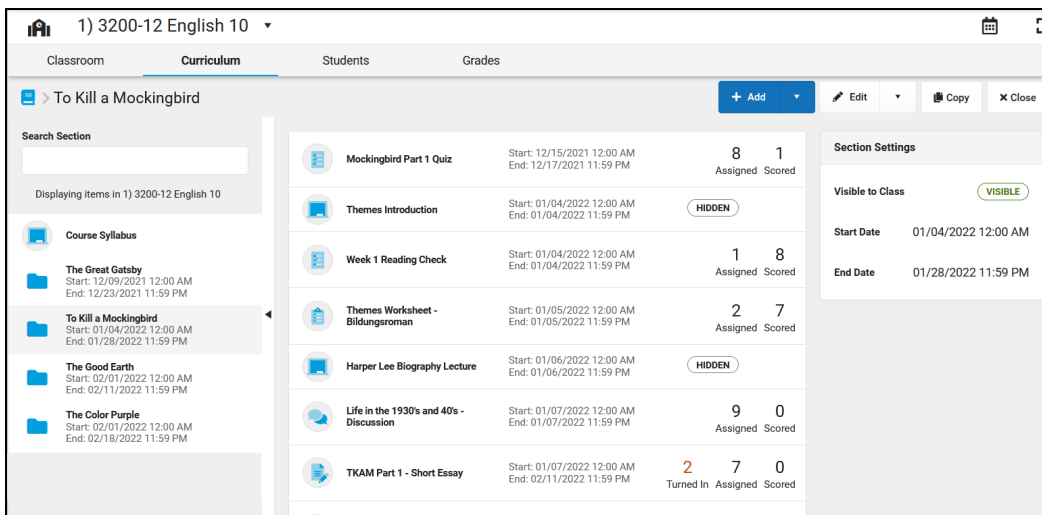 1) 3200-12 English 10
Classroom
Curriculum
Students
Grades
To Kill a Mockingbird
+ Add
Edit
Copy
Close
Search Section
Displaying items in 1) 3200-12 English 10
Course Syllabus
The Great Gatsby
Start: 12/09/2021 12:00 AM
End: 12/23/2021 11:59 PM
To Kill a Mockingbird
Start: 01/04/2022 12:00 AM
End: 01/28/2022 11:59 PM
The Good Earth
Start: 02/01/2022 12:00 AM
End: 02/11/2022 11:59 PM
The Color Purple
Start: 02/01/2022 12:00 AM
End: 02/18/2022 11:59 PM
Mockingbird Part 1 Quiz
Start: 12/15/2021 12:00 AM
End: 12/17/2021 11:59 PM
8 1
Assigned Scored
Themes Introduction
Start: 01/04/2022 12:00 AM
End: 01/04/2022 11:59 PM
HIDDEN
Week 1 Reading Check
Start: 01/04/2022 12:00 AM
End: 01/04/2022 11:59 PM
1 8
Assigned Scored
Themes Worksheet -
Bildungsroman
Start: 01/05/2022 12:00 AM
End: 01/05/2022 11:59 PM
2 7
Assigned Scored
Harper Lee Biography Lecture
Start: 01/06/2022 12:00 AM
End: 01/06/2022 11:59 PM
HIDDEN
Life in the 1930's and 40's -
Discussion
Start: 01/07/2022 12:00 AM
End: 01/07/2022 11:59 PM
9 0
Assigned Scored
TKAM Part 1 - Short Essay
Start: 01/07/2022 12:00 AM
End: 02/11/2022 11:59 PM
2 7 0
Turned In Assigned Scored
Section Settings
Visible to Class
VISIBLE
Start Date 01/04/2022 12:00 AM
End Date 01/28/2022 11:59 PM